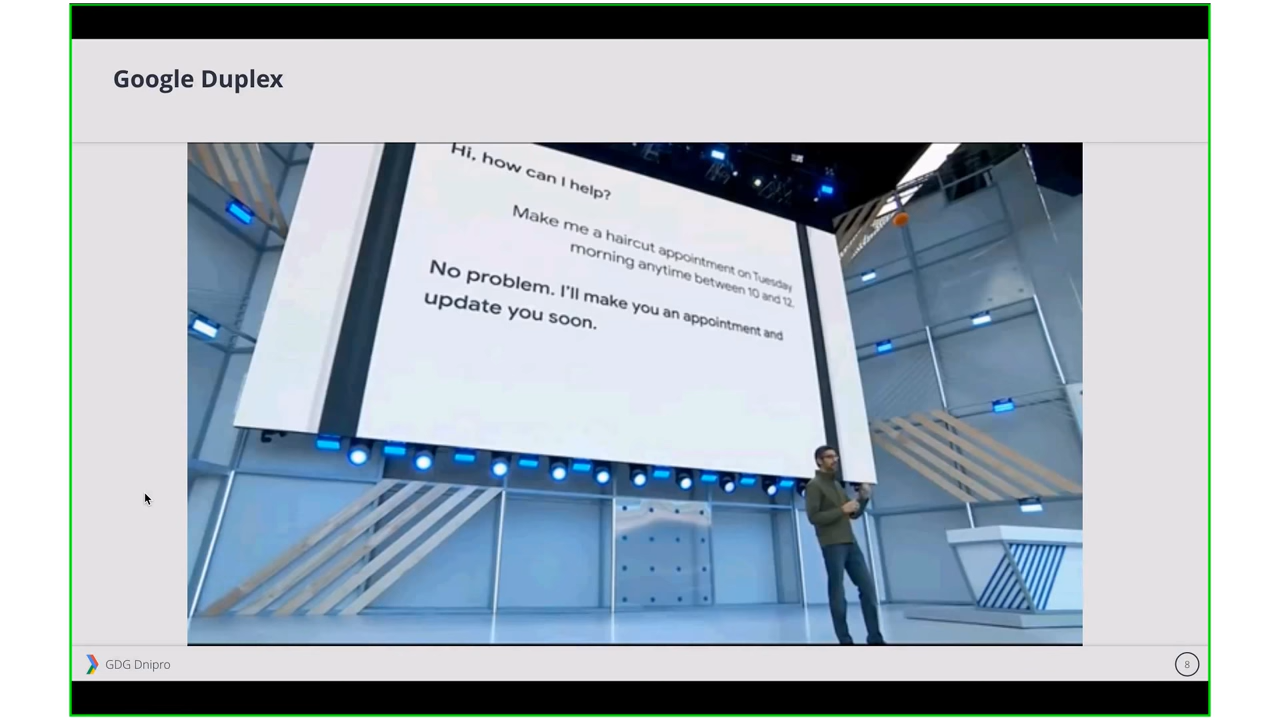 Google Duplex
Hi, how can I help?
Make me a haircut appointment on Tuesday
morning anytime between 10 and 12.
No problem. I'll make you an appointment and
update you soon.
GDG Dnipro
8